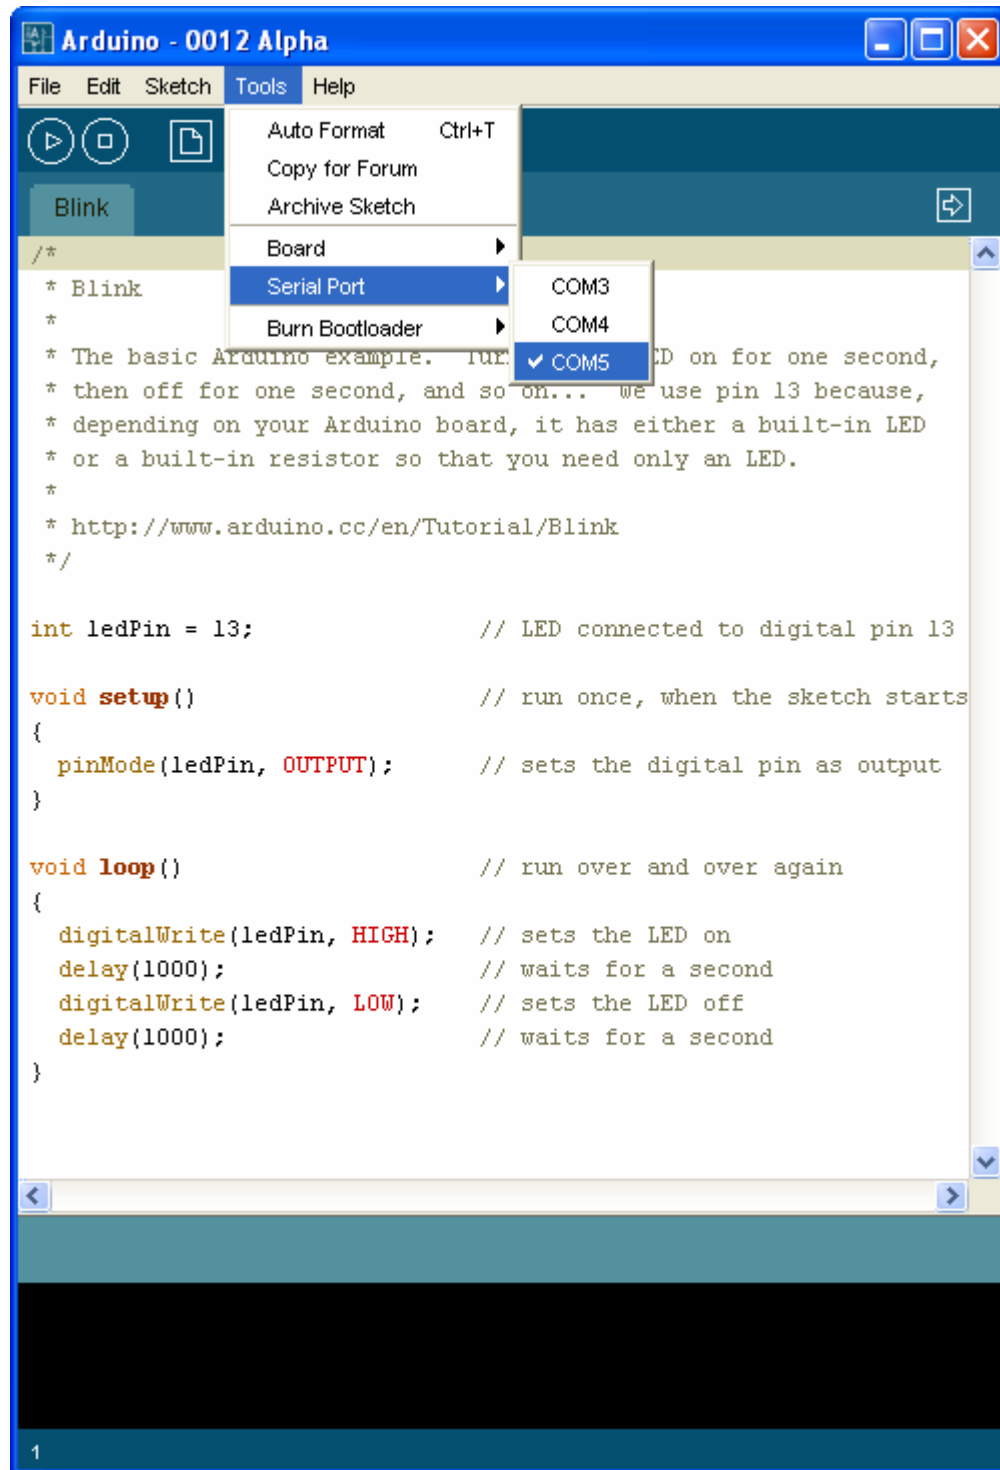 Arduino - 0012 Alpha
File Edit Sketch Tools Help
Auto Format Ctrl+T
Copy for Forum
Archive Sketch
Board
Serial Port
Burn Bootloader
COM3
COM4
COM5
Blink
/*
* Blink
*
* The basic Arduino example. D on for one second,
* then off for one second, and so on... We use pin 13 because,
* depending on your Arduino board, it has either a built-in LED
* or a built-in resistor so that you need only an LED.
*
* http://www.arduino.cc/en/Tutorial/Blink
*/
int ledPin = 13; // LED connected to digital pin 13
void setup() // run once, when the sketch starts
{
pinMode(ledPin, OUTPUT); // sets the digital pin as output
}
void loop() // run over and over again
{
digitalWrite(ledPin, HIGH); // sets the LED on
delay(1000); // waits for a second
digitalWrite(ledPin, LOW); // sets the LED off
delay(1000); // waits for a second
}
1